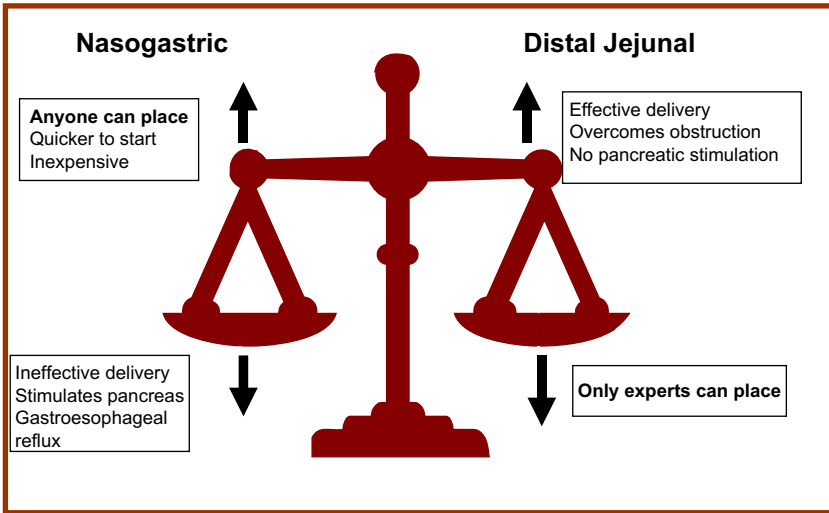 Nasogastric
Distal Jejunal
Anyone can place
Quicker to start
Inexpensive
Effective delivery
Overcomes obstruction
No pancreatic stimulation
Ineffective delivery
Stimulates pancreas
Gastroesophageal
reflux
Only experts can place